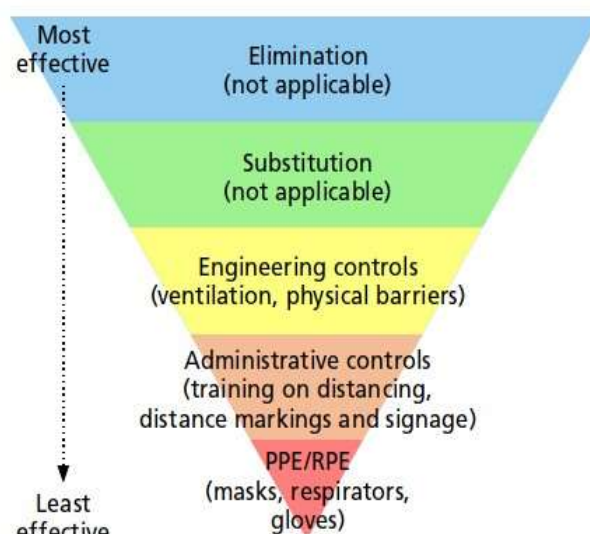 Most
effective
Elimination
(not applicable)
Substitution
(not applicable)
Engineering controls
(ventilation, physical barriers)
Administrative controls
(training on distancing,
distance markings and signage)
PPE/RPE
(masks, respirators,
gloves)
Least
effective